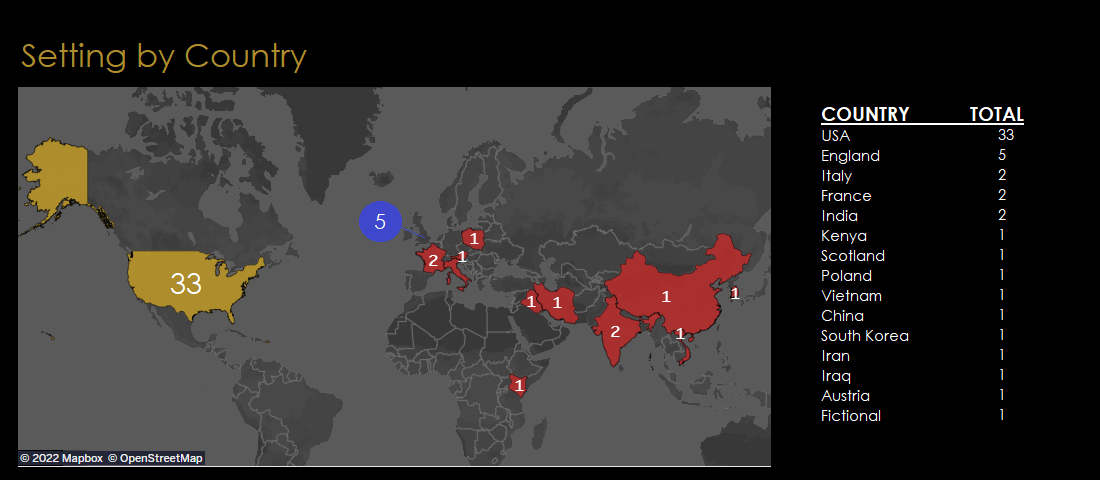 Setting by Country
COUNTRY TOTAL
USA 33
England 5
Italy 2
France 2
India 2
Kenya 1
Scotland 1
Poland 1
Vietnam 1
China 1
South Korea 1
Iran 1
Iraq 1
Austria 1
Fictional 1
5
1
2
1
33
1
1
1
1
2
1
1
© 2022 Mapbox © OpenStreetMap